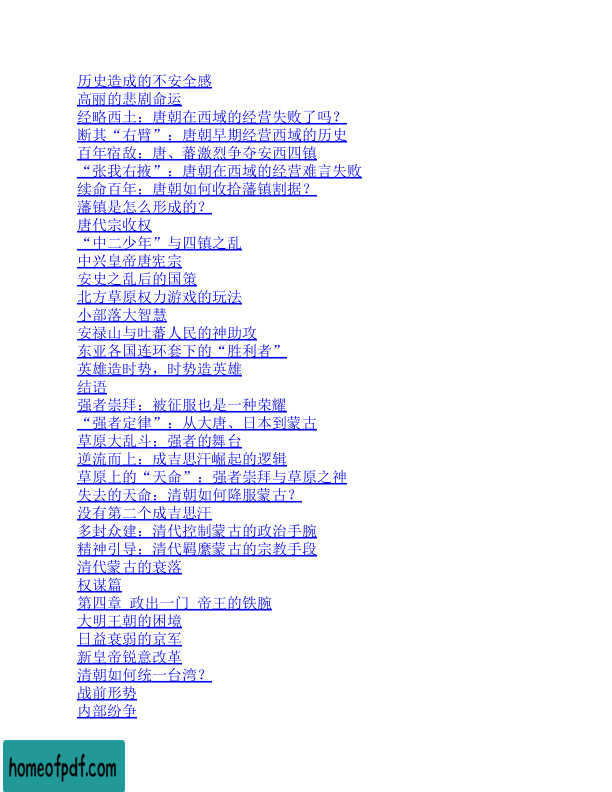 历史造成的不安全感
高丽的悲剧命运
经略西土：唐朝在西域的经营失败了吗？
断其“右臂”：唐朝早期经营西域的历史
百年宿敌：唐、蕃激烈争夺安西四镇
“张我右掖”：唐朝在西域的经营难言失败
续命百年：唐朝如何收拾藩镇割据？
藩镇是怎么形成的？
唐代宗收权
“中二少年”与四镇之乱
中兴皇帝唐宪宗
安史之乱后的国策
北方草原权力游戏的玩法
小部落大智慧
安禄山与吐蕃人民的神助攻
东亚各国连环套下的“胜利者”
英雄造时势，时势造英雄
结语
强者崇拜：被征服也是一种荣耀
“强者定律”：从大唐、日本到蒙古
草原大乱斗：强者的舞台
逆流而上：成吉思汗崛起的逻辑
草原上的“天命”：强者崇拜与草原之神
失去的天命：清朝如何降服蒙古？
没有第二个成吉思汗
多封众建：清代控制蒙古的政治手腕
精神引导：清代羁縻蒙古的宗教手段
清代蒙古的衰落
权谋篇
第四章 政出一门 帝王的铁腕
大明王朝的困境
日益衰弱的京军
新皇帝锐意改革
清朝如何统一台湾？
战前形势
内部纷争
homeofpdf.com